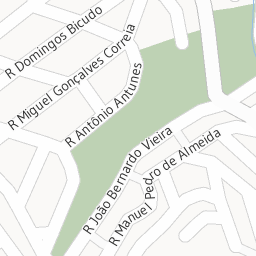 R Domingos Bicudo
R Miguel Gonçalves Correia
R Antônio Antunes
R João Bernardo Vieira
R Manuel Pedro de Almeida